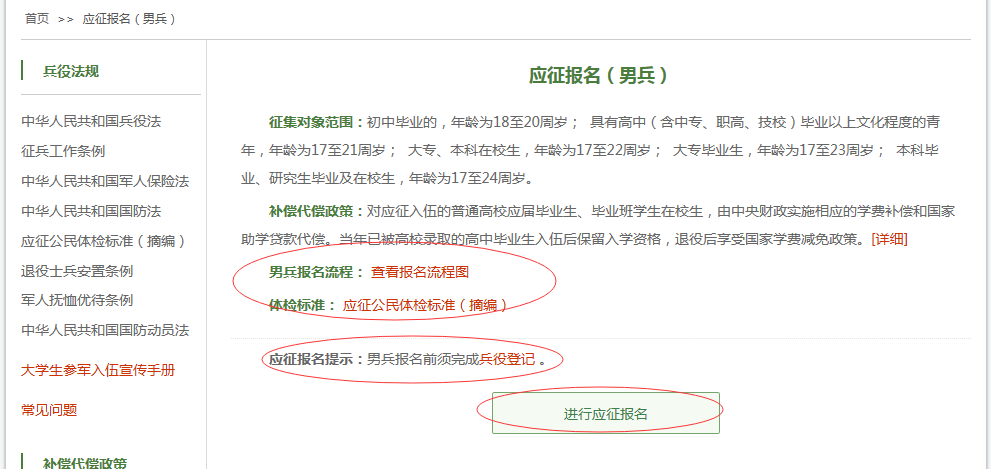 首页 >> 应征报名（男兵）
兵役法规
中华人民共和国兵役法
征兵工作条例
中华人民共和国军人保险法
中华人民共和国国防法
应征公民体检标准（摘编）
退役士兵安置条例
军人抚恤优待条例
中华人民共和国国防动员法
大学生参军入伍宣传手册
常见问题
补偿代偿政策
应征报名（男兵）
征集对象范围：初中毕业的，年龄为18至20周岁； 具有高中（含中专、职高、技校）毕业以上文化程度的青
年，年龄为17至21周岁； 大专、本科在校生，年龄为17至22周岁； 大专毕业生，年龄为17至23周岁； 本科毕
业、研究生毕业及在校生，年龄为17至24周岁。
补偿代偿政策：对应征入伍的普通高校应届毕业生、毕业班学生在校生，由中央财政实施相应的学费补偿和国家
助学贷款代偿。当年已被高校录取的高中毕业生入伍后保留入学资格，退役后享受国家学费减免政策。[详细]
男兵报名流程： 查看报名流程图
体检标准： 应征公民体检标准（摘编）
应征报名提示：男兵报名前须完成兵役登记 。
进行应征报名